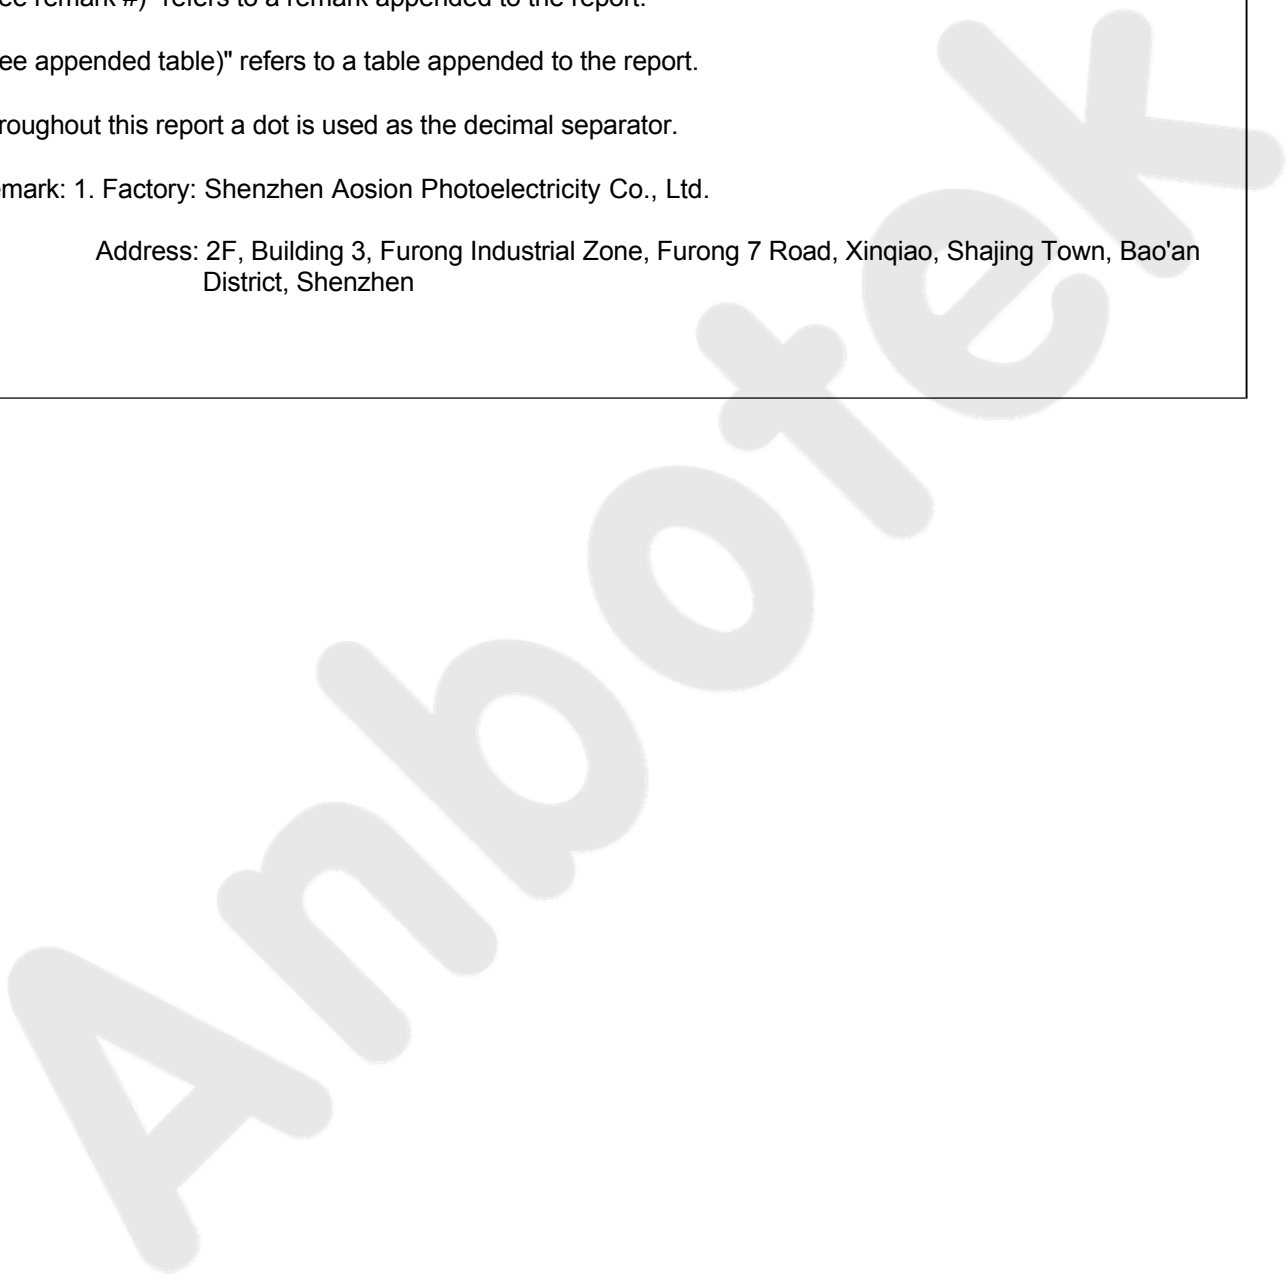 ee remark #)" refers to a remark appended to the report.
ee appended table)" refers to a table appended to the report.
roughout this report a dot is used as the decimal separator.
emark: 1. Factory: Shenzhen Aosion Photoelectricity Co., Ltd.
Address: 2F, Building 3, Furong Industrial Zone, Furong 7 Road, Xinqiao, Shajing Town, Bao'an
District, Shenzhen
Anbotek